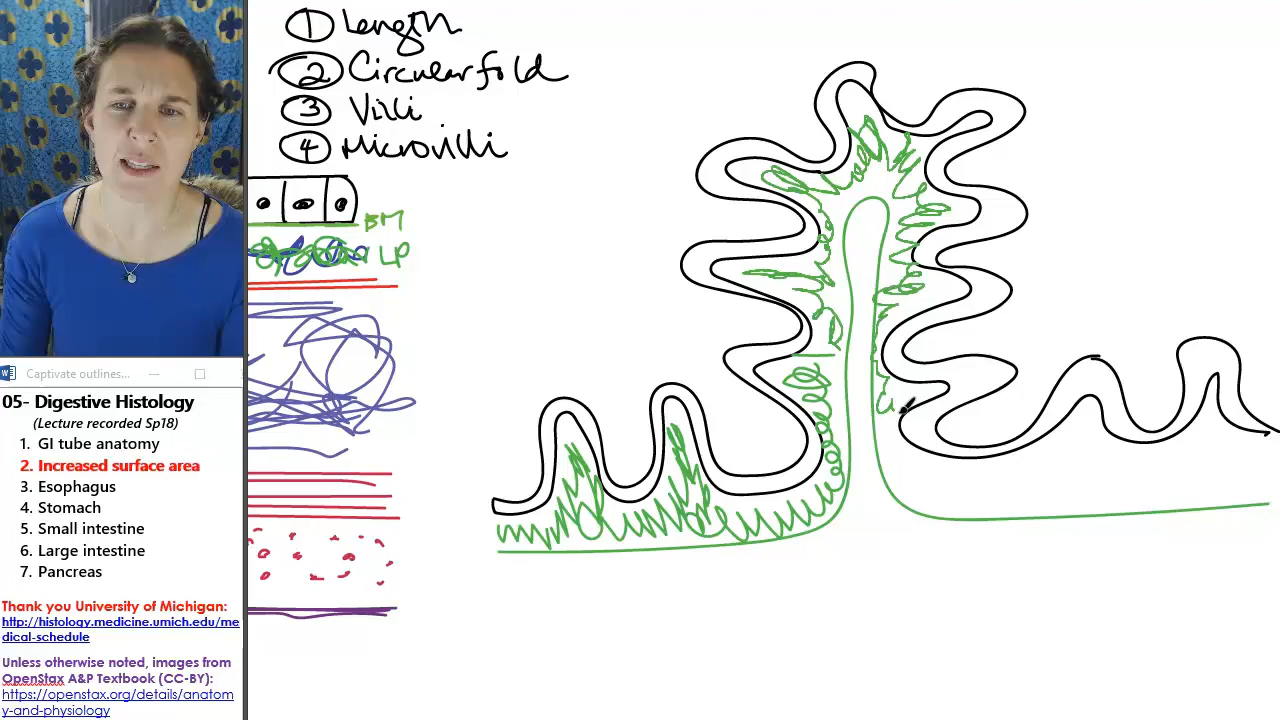 ① Length
② Circular fold
③ Villi
④ Microvilli
BM
LP
Captivate outlines...
05- Digestive Histology
(Lecture recorded Sp18)
1. GI tube anatomy
2. Increased surface area
3. Esophagus
4. Stomach
5. Small intestine
6. Large intestine
7. Pancreas
Thank you University of Michigan:
http://histology.medicine.umich.edu/me
dical-schedule
Unless otherwise noted, images from
OpenStax A&P Textbook (CC-BY):
https://openstax.org/details/anatom
y-and-physiology